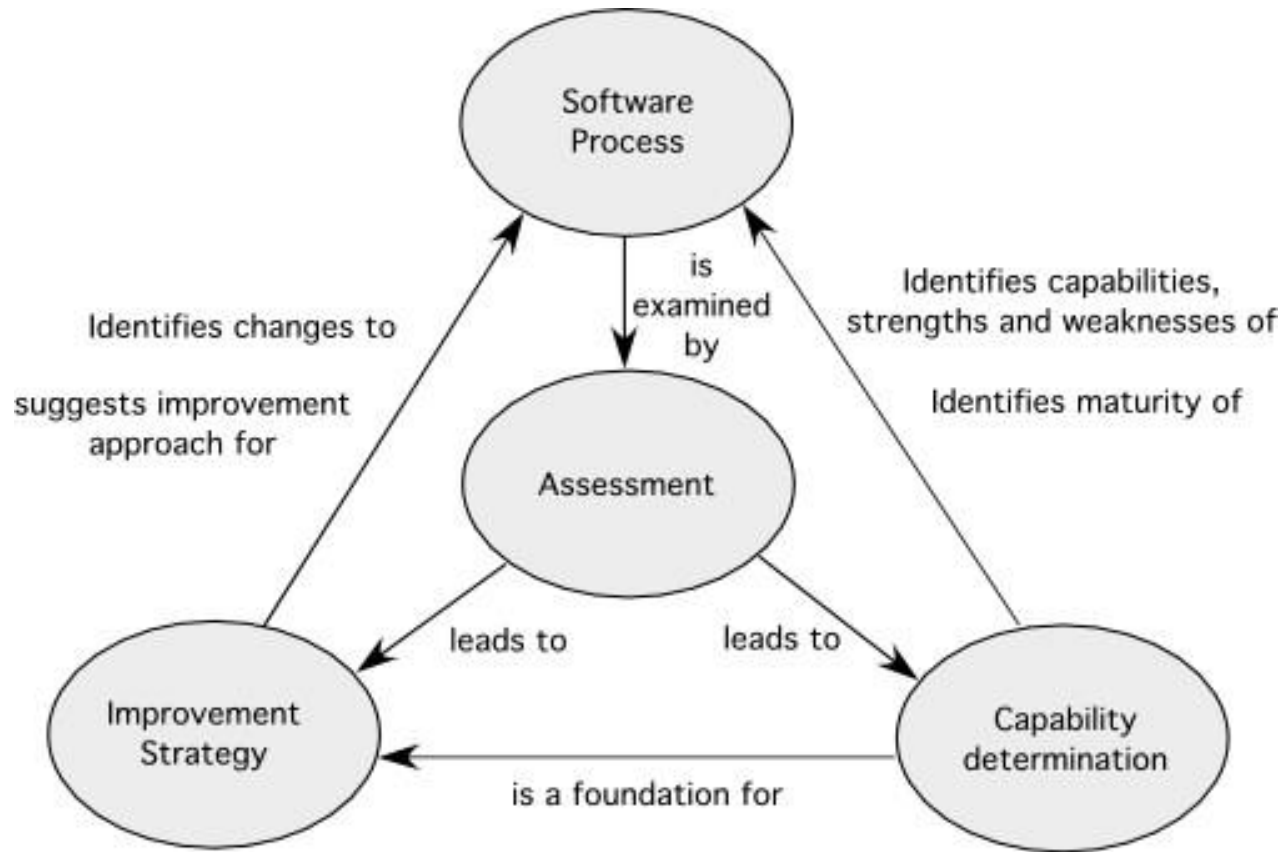 Software
Process
is
examined
by
Identifies changes to
suggests improvement
approach for
Identifies capabilities,
strengths and weaknesses of
Identifies maturity of
Assessment
leads to
leads to
Improvement
Strategy
Capability
determination
is a foundation for